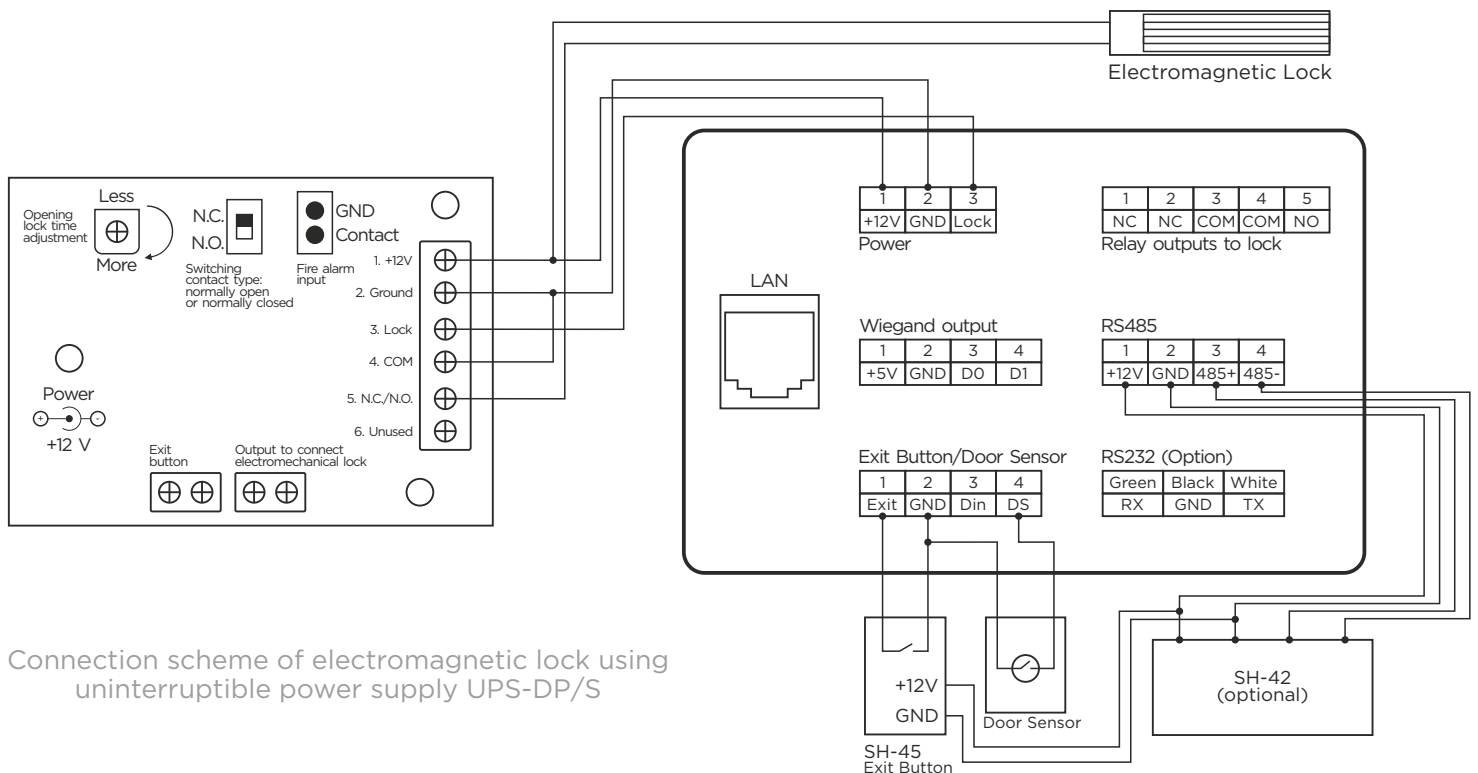 Electromagnetic Lock
Less
Opening
lock time
adjustment
More
N.C.
N.O.
Switching
contact type:
normally open
or normally closed
GND
Contact
Fire alarm
input
1. +12V
2. Ground
3. Lock
4. COM
5. N.C./N.O.
6. Unused
Power
+ -
+12 V
Exit
button
Output to connect
electromechanical lock
1 2 3
+12V GND Lock
Power
1 2 3 4 5
NC NC COM COM NO
Relay outputs to lock
LAN
Wiegand output
1 2 3 4
+5V GND D0 D1
RS485
1 2 3 4
+12V GND 485+ 485-
Exit Button/Door Sensor
1 2 3 4
Exit GND Din DS
RS232 (Option)
Green Black White
RX GND TX
+12V
GND
SH-45
Exit Button
Door Sensor
SH-42
(optional)
Connection scheme of electromagnetic lock using
uninterruptible power supply UPS-DP/S